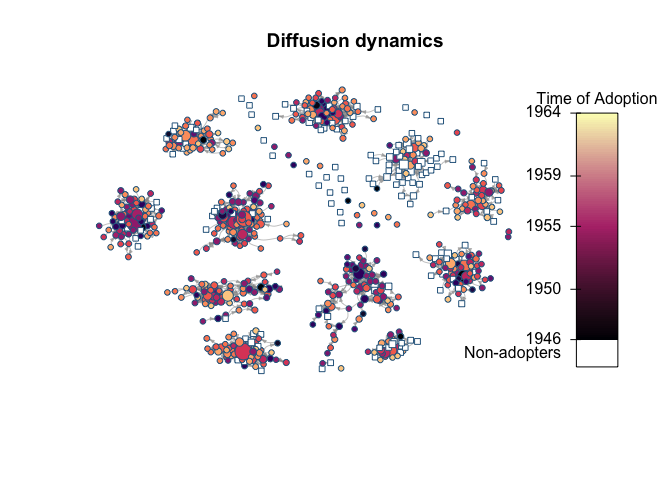 Diffusion dynamics
Time of Adoption
1964
1959
1955
1950
1946
Non-adopters